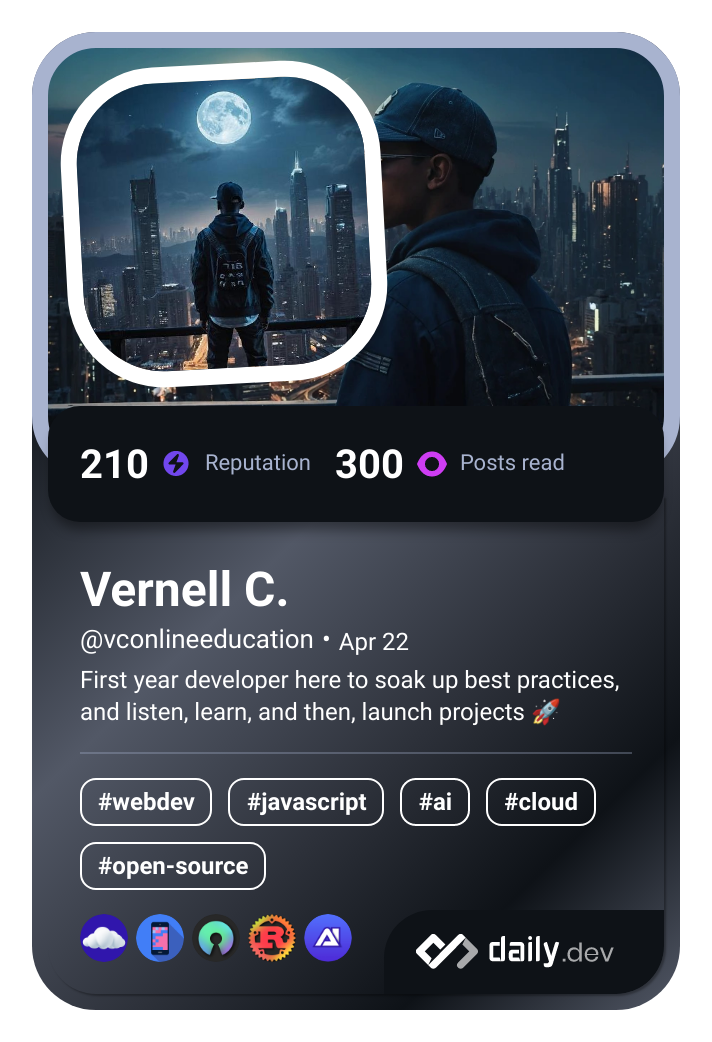 210 Reputation 300 Posts read
Vernell C.
@vconlineeducation • Apr 22
First year developer here to soak up best practices,
and listen, learn, and then, launch projects 🚀
#webdev #javascript #ai #cloud
#open-source
daily.dev